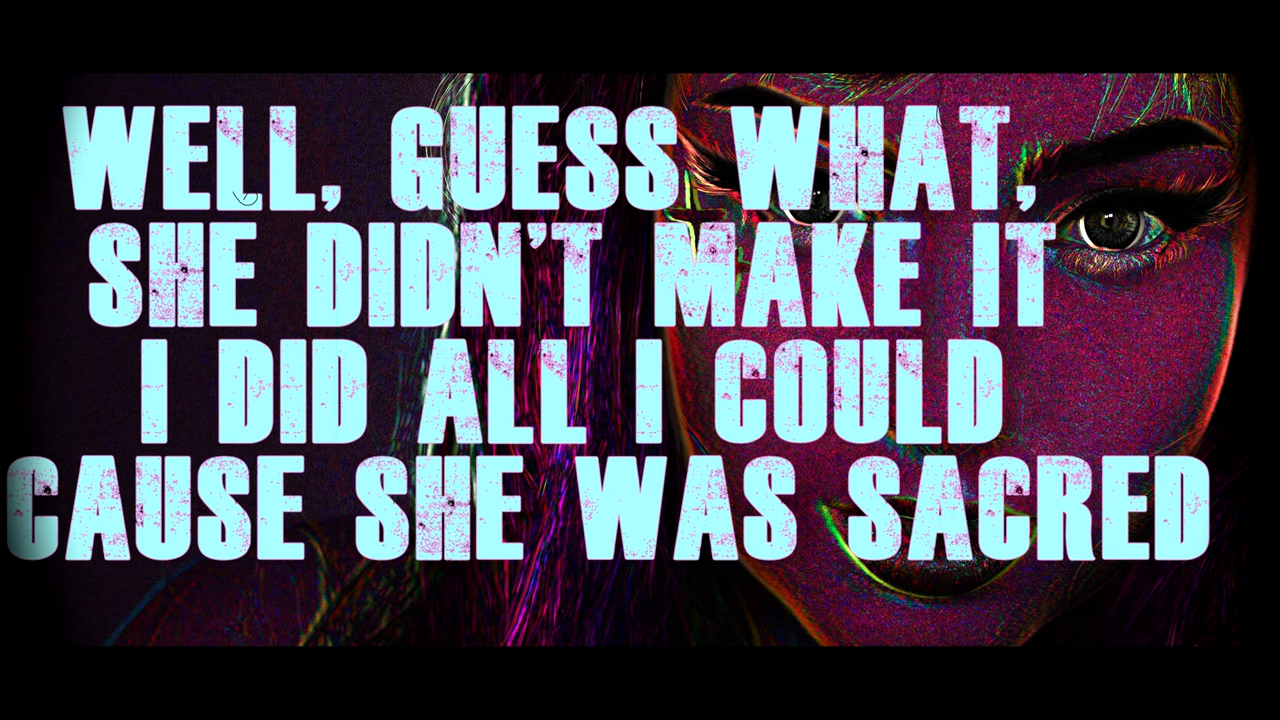 WELL, GUESS WHAT,
SHE DIDN'T MAKE IT
I DID ALL I COULD
CAUSE SHE WAS SACRED